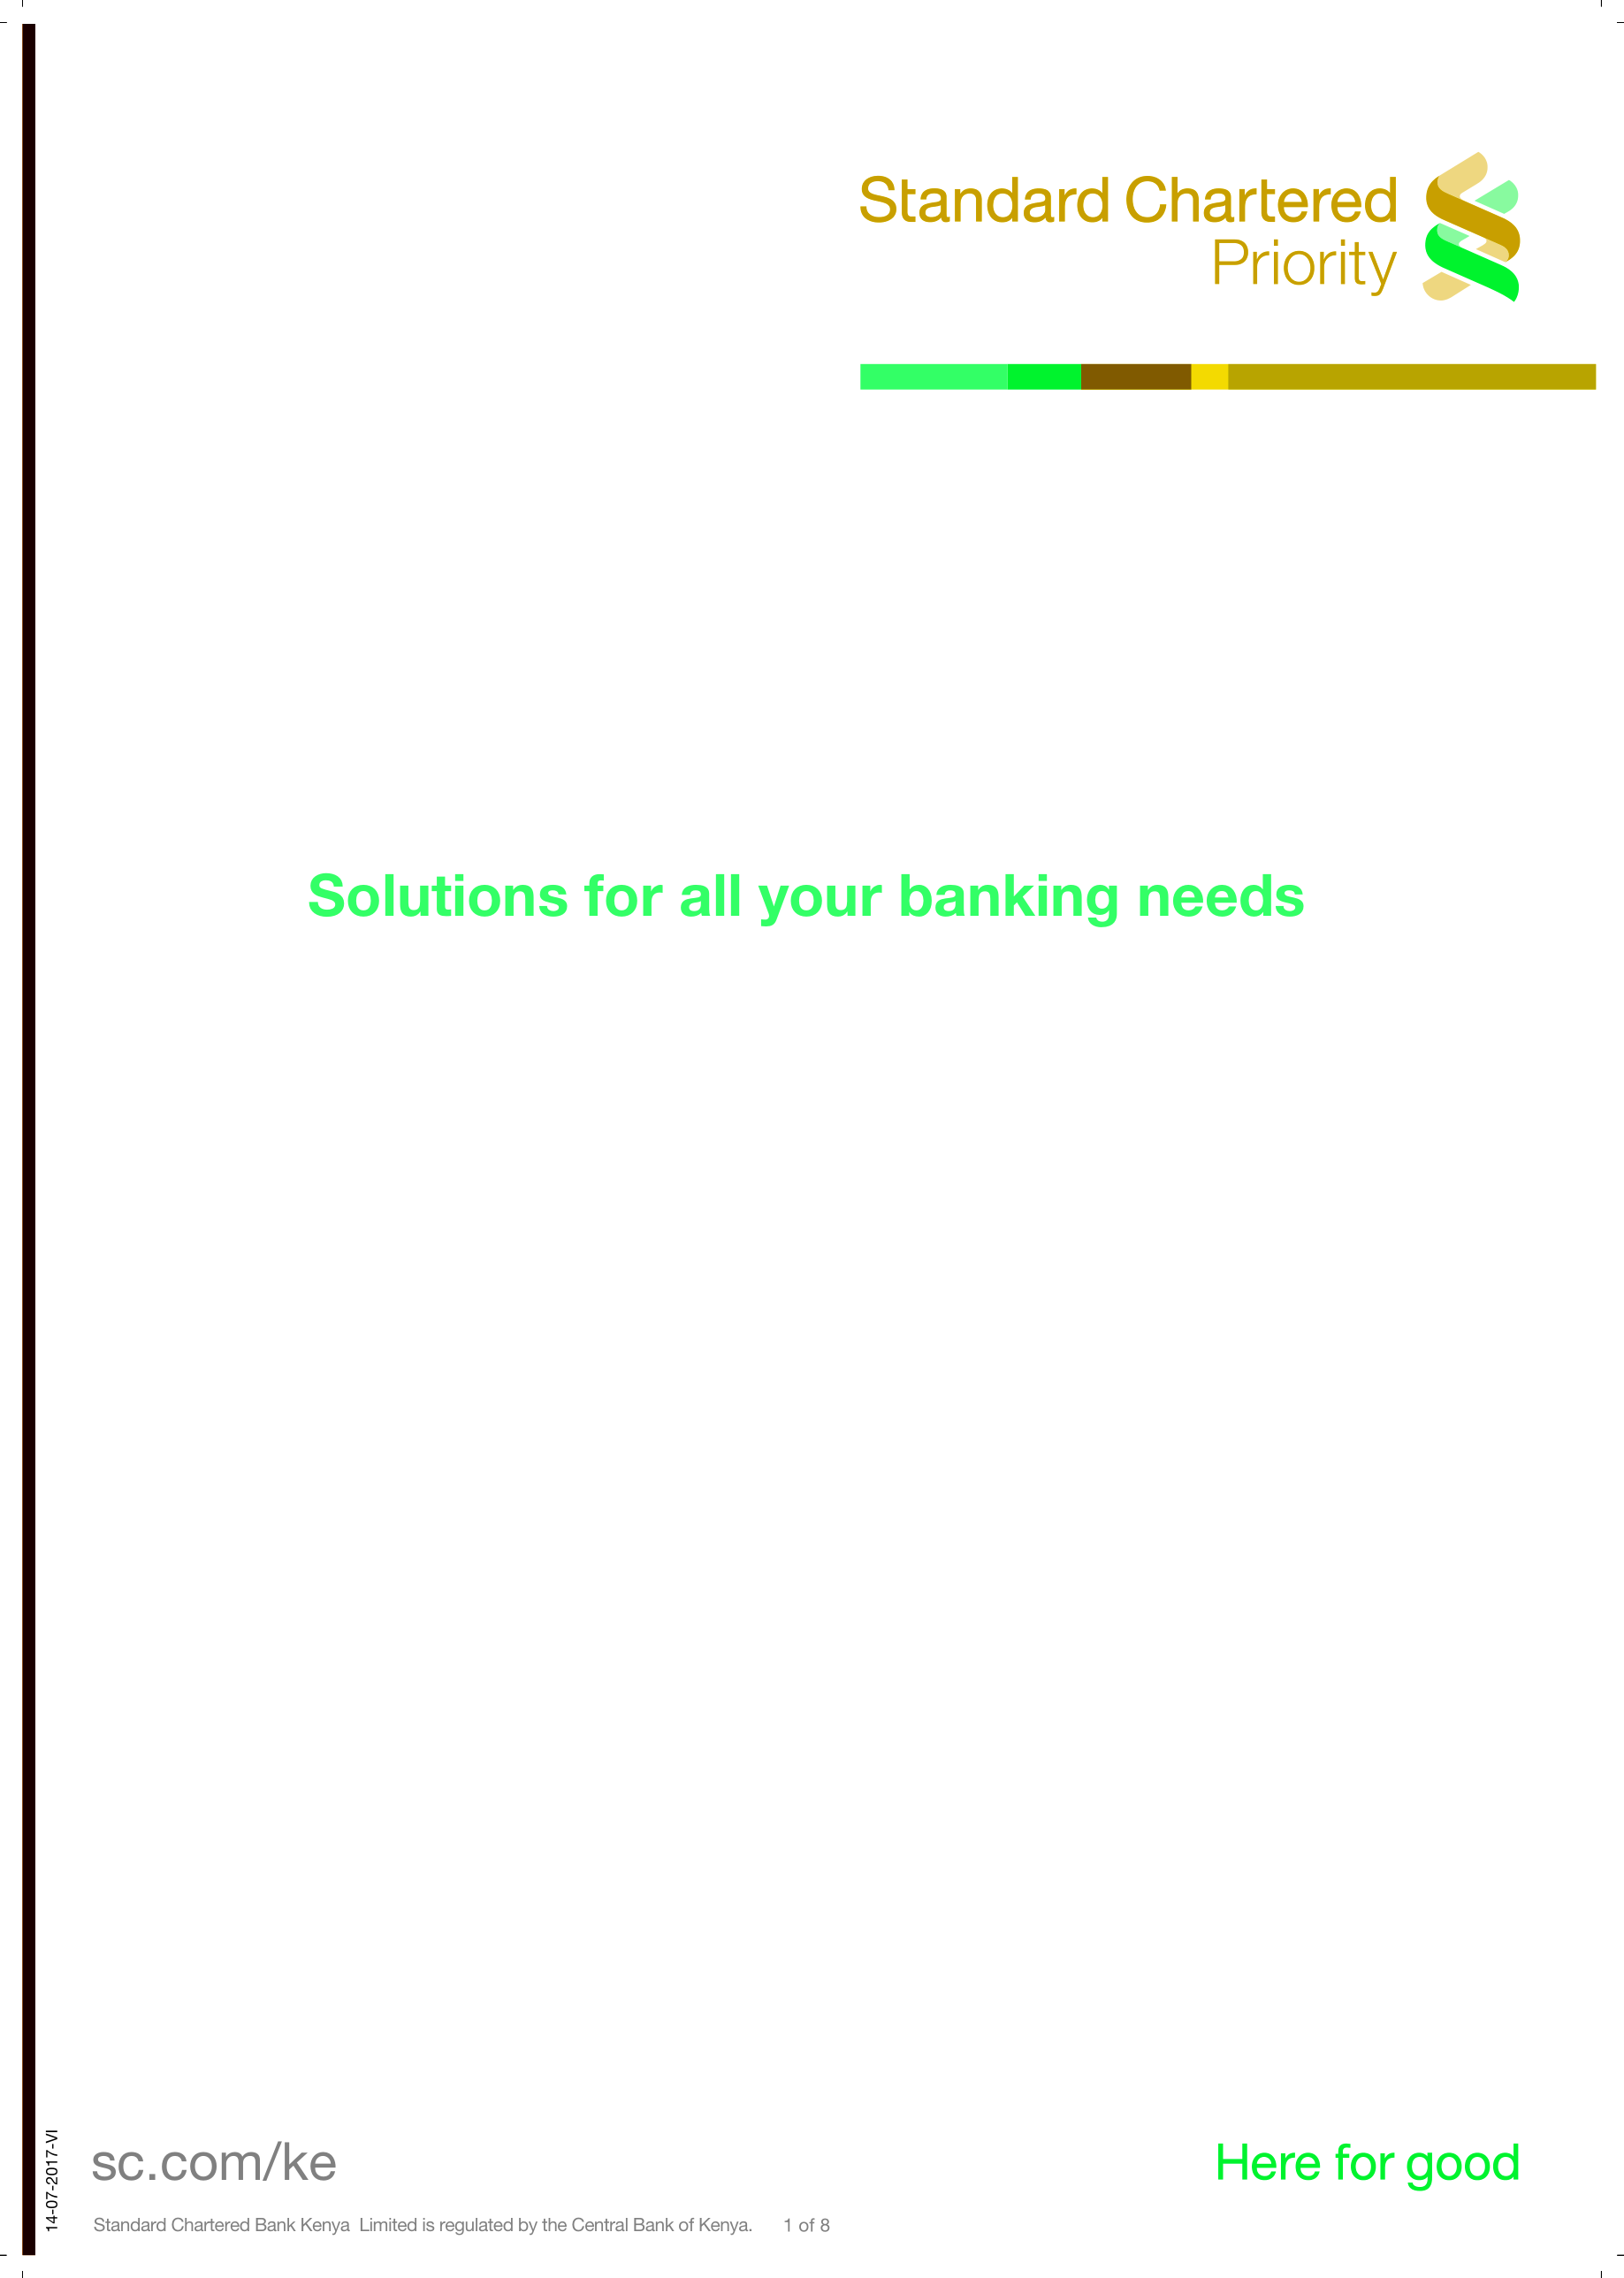 Standard Chartered
Priority
Solutions for all your banking needs
14-07-2017-VI
sc.com/ke
Here for good
Standard Chartered Bank Kenya  Limited is regulated by the Central Bank of Kenya.
1 of 8